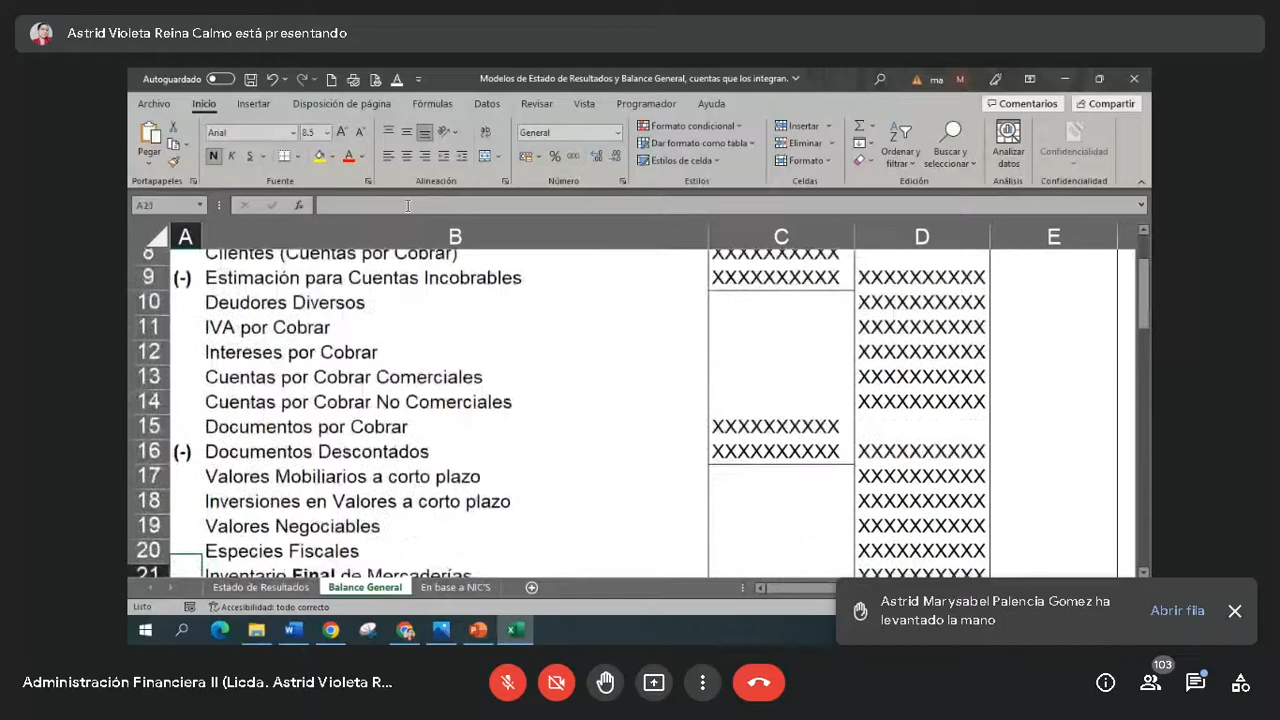 Astrid Violeta Reina Calmo está presentando
Autoguardado
Modelos de Estado de Resultados y Balance General, cuentas que los integran.
ma M
Archivo Inicio Insertar Disposición de página Fórmulas Datos Revisar Vista Programador Ayuda Comentarios Compartir
Pegar
Arial 8.5
N K S
General
Formato condicional
Dar formato como tabla
Estilos de celda
Insertar
Eliminar
Formato
Ordenar y filtrar
Buscar y seleccionar
Analizar datos
Confidencialidad
Portapapeles Fuente Alineación Número Estilos Celdas Edición Análisis Confidencialidad
A21 fx
A B C D E
8 Clientes (Cuentas por Cobrar) XXXXXXXXXX
9 (-) Estimación para Cuentas Incobrables XXXXXXXXXX XXXXXXXXXX
10 Deudores Diversos XXXXXXXXXX
11 IVA por Cobrar XXXXXXXXXX
12 Intereses por Cobrar XXXXXXXXXX
13 Cuentas por Cobrar Comerciales XXXXXXXXXX
14 Cuentas por Cobrar No Comerciales XXXXXXXXXX
15 Documentos por Cobrar XXXXXXXXXX
16 (-) Documentos Descontados XXXXXXXXXX XXXXXXXXXX
17 Valores Mobiliarios a corto plazo XXXXXXXXXX
18 Inversiones en Valores a corto plazo XXXXXXXXXX
19 Valores Negociables XXXXXXXXXX
20 Especies Fiscales XXXXXXXXXX
21 Inventario Final de Mercaderías XXXXXXXXXX
Estado de Resultados Balance General En base a NIC'S
Listo Accesibilidad: todo correcto
Astrid Marysabel Palencia Gomez ha levantado la mano
Abrir fila
Administración Financiera II (Licda. Astrid Violeta R...
103